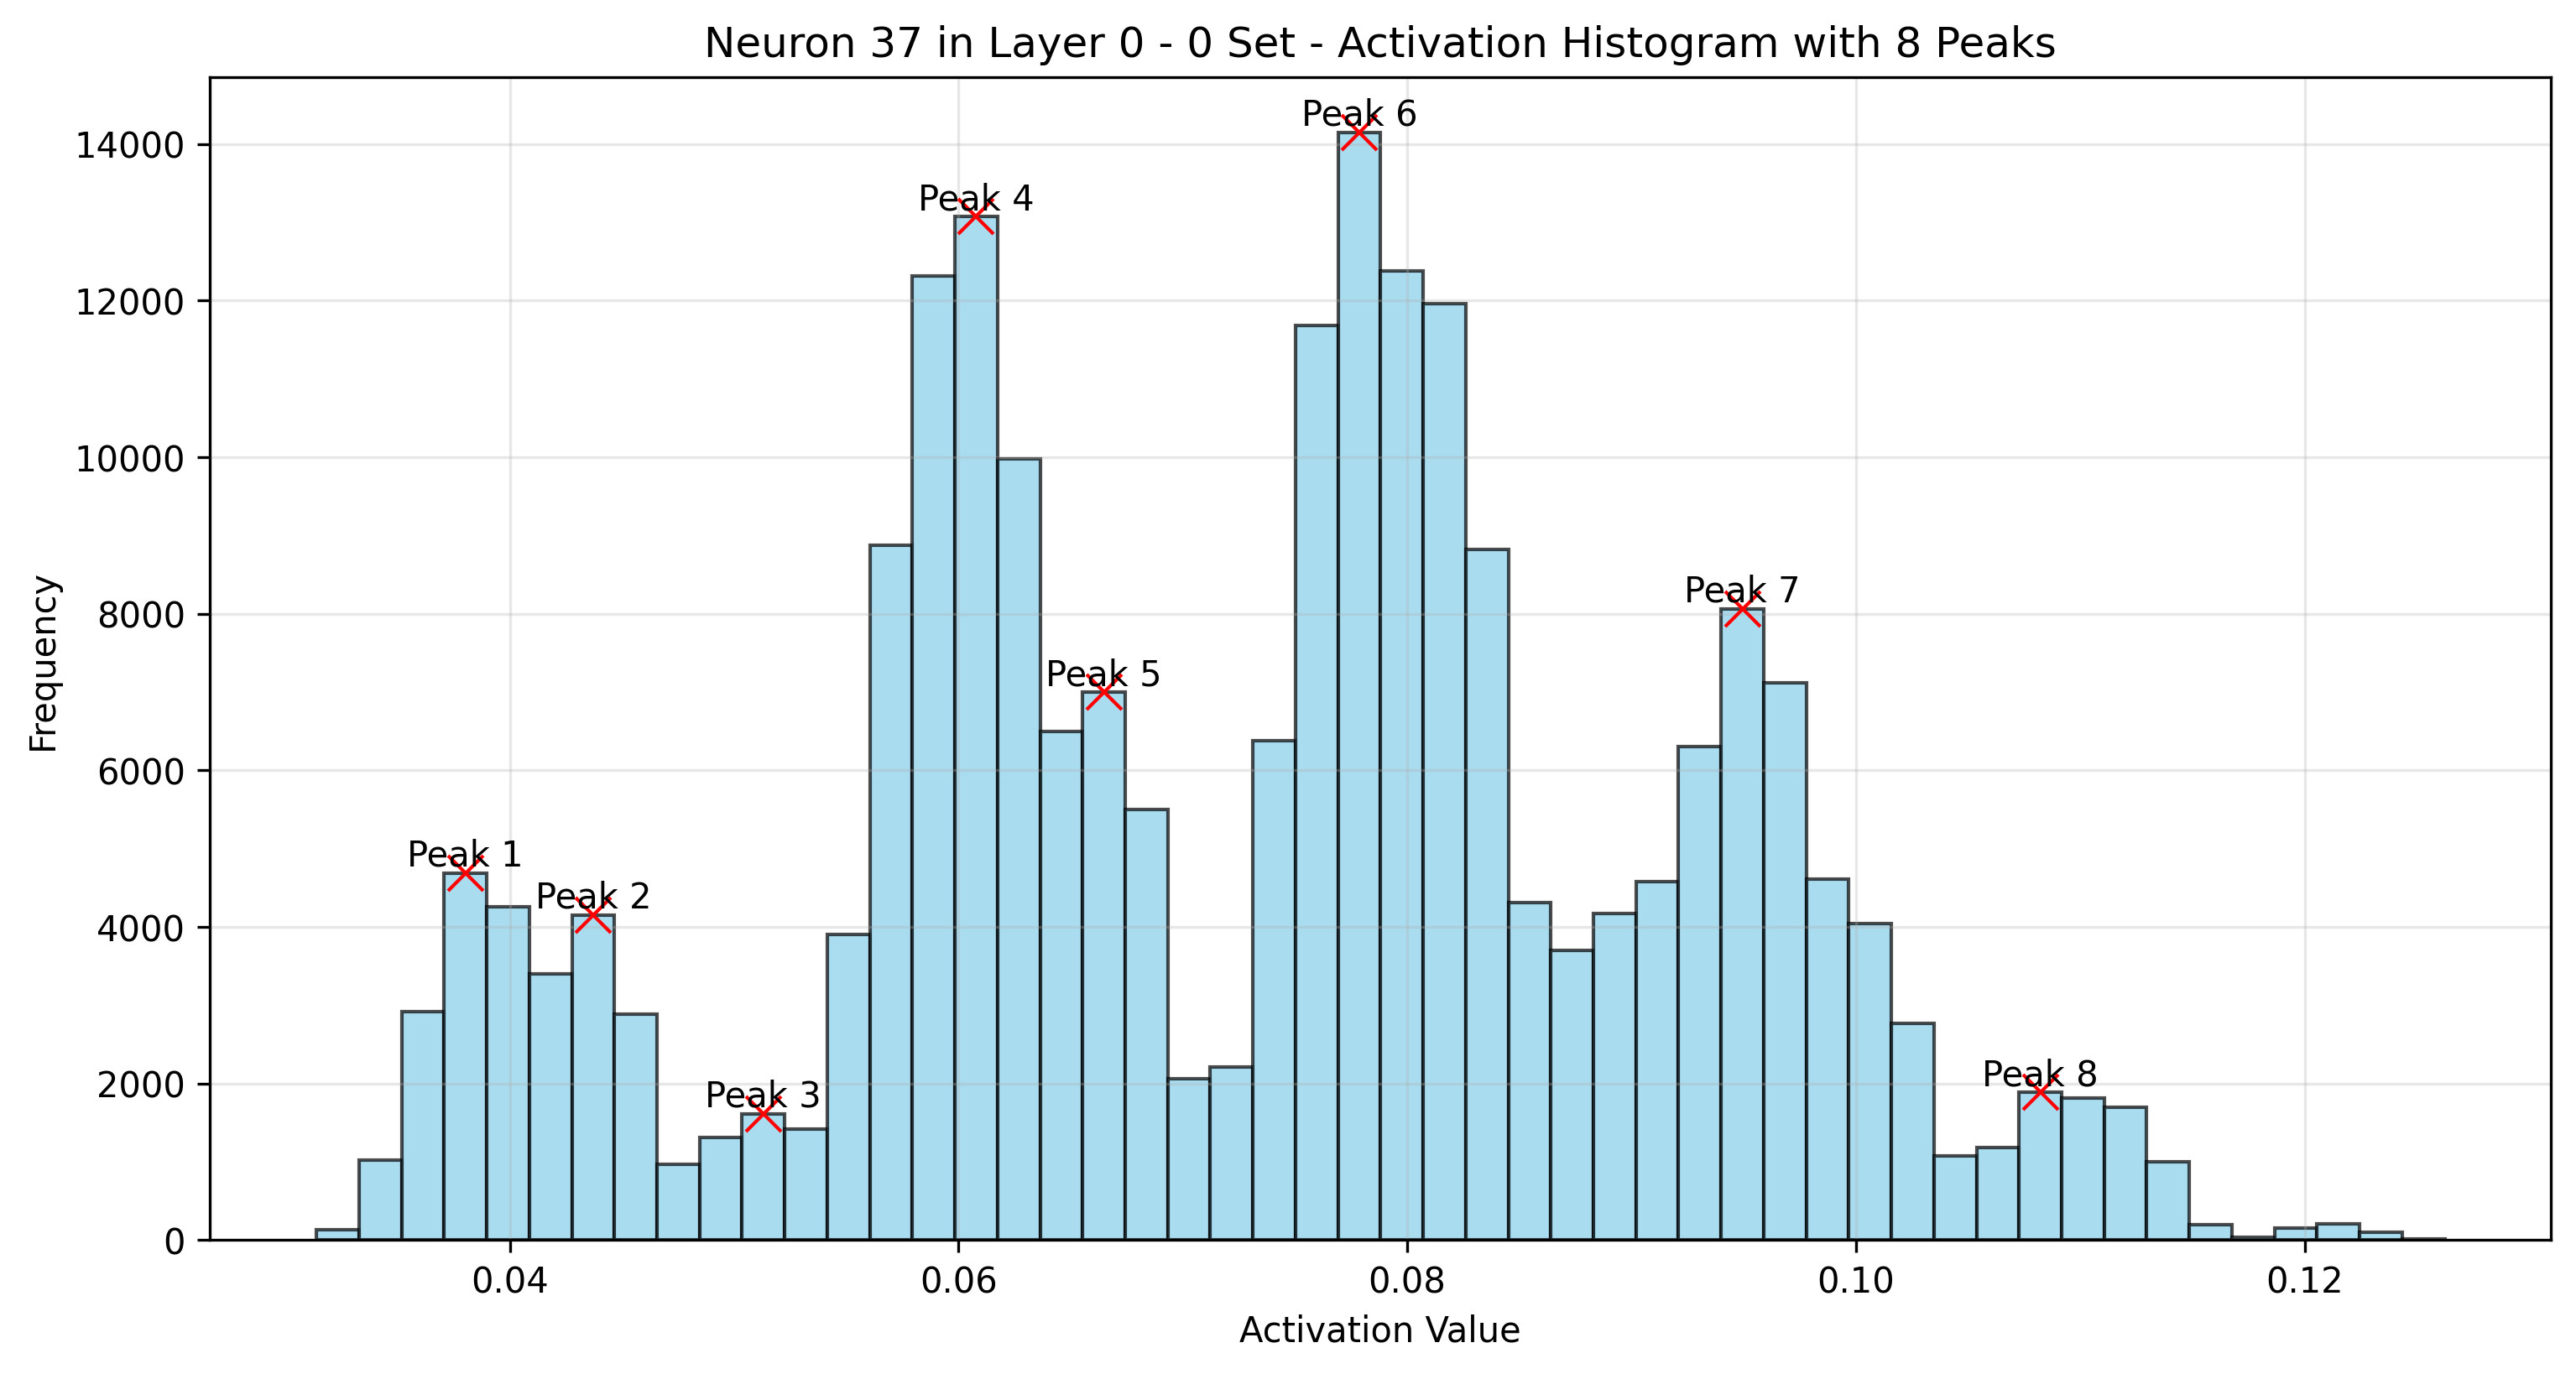 Neuron 37 in Layer 0 - 0 Set - Activation Histogram with 8 Peaks
Frequency
14000
12000
10000
8000
6000
4000
2000
0
Peak 1
Peak 2
Peak 3
Peak 4
Peak 5
Peak 6
Peak 7
Peak 8
0.04 0.06 0.08 0.10 0.12
Activation Value